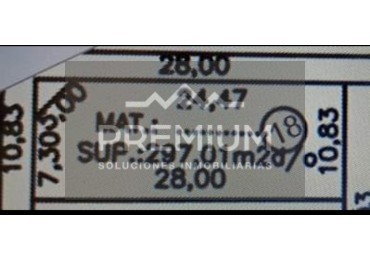 28,00
24,47
5,00
MAT.:
18
10,83
7,30
10,83
PREMIUM
SOLUCIONES INMOBILIARIAS
28,00